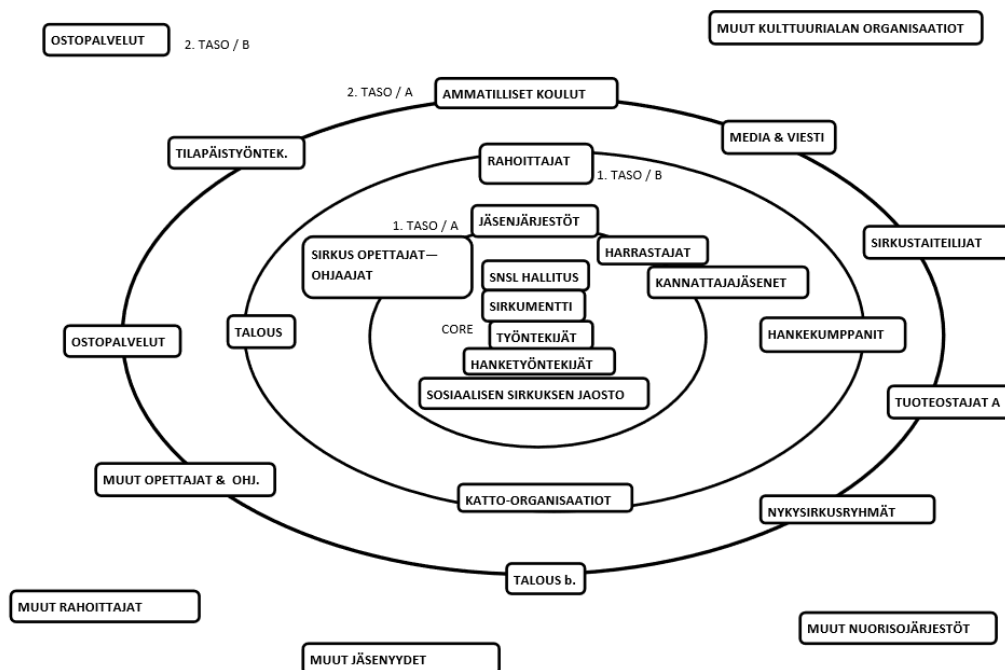 MUUT KULTTUURIALAN ORGANISAATIOT
OSTOPALVELUT
2. TASO / B
2. TASO / A
AMMATILLISET KOULUT
MEDIA & VIESTI
TILAPÄISTYÖNTEK.
RAHOITTAJAT
1. TASO / B
1. TASO / A
JÄSENJÄRJESTÖT
SIRKUS OPETTAJAT—
OHJAAJAT
HARRASTAJAT
SIRKUSTAITEILIJAT
SNSL HALLITUS
KANNATTAJAJÄSENET
SIRKUMENTTI
OSTOPALVELUT
TALOUS
CORE
TYÖNTEKIJÄT
HANKEKUMPPANIT
HANKETYÖNTEKIJÄT
SOSIAALISEN SIRKUKSEN JAOSTO
TUOTEOSTAJAT A
MUUT OPETTAJAT & OHJ.
KATTO-ORGANISAATIOT
NYKYSIRKUSRYHMÄT
TALOUS b.
MUUT RAHOITTAJAT
MUUT NUORISOJÄRJESTÖT
MUUT JÄSENYYDET